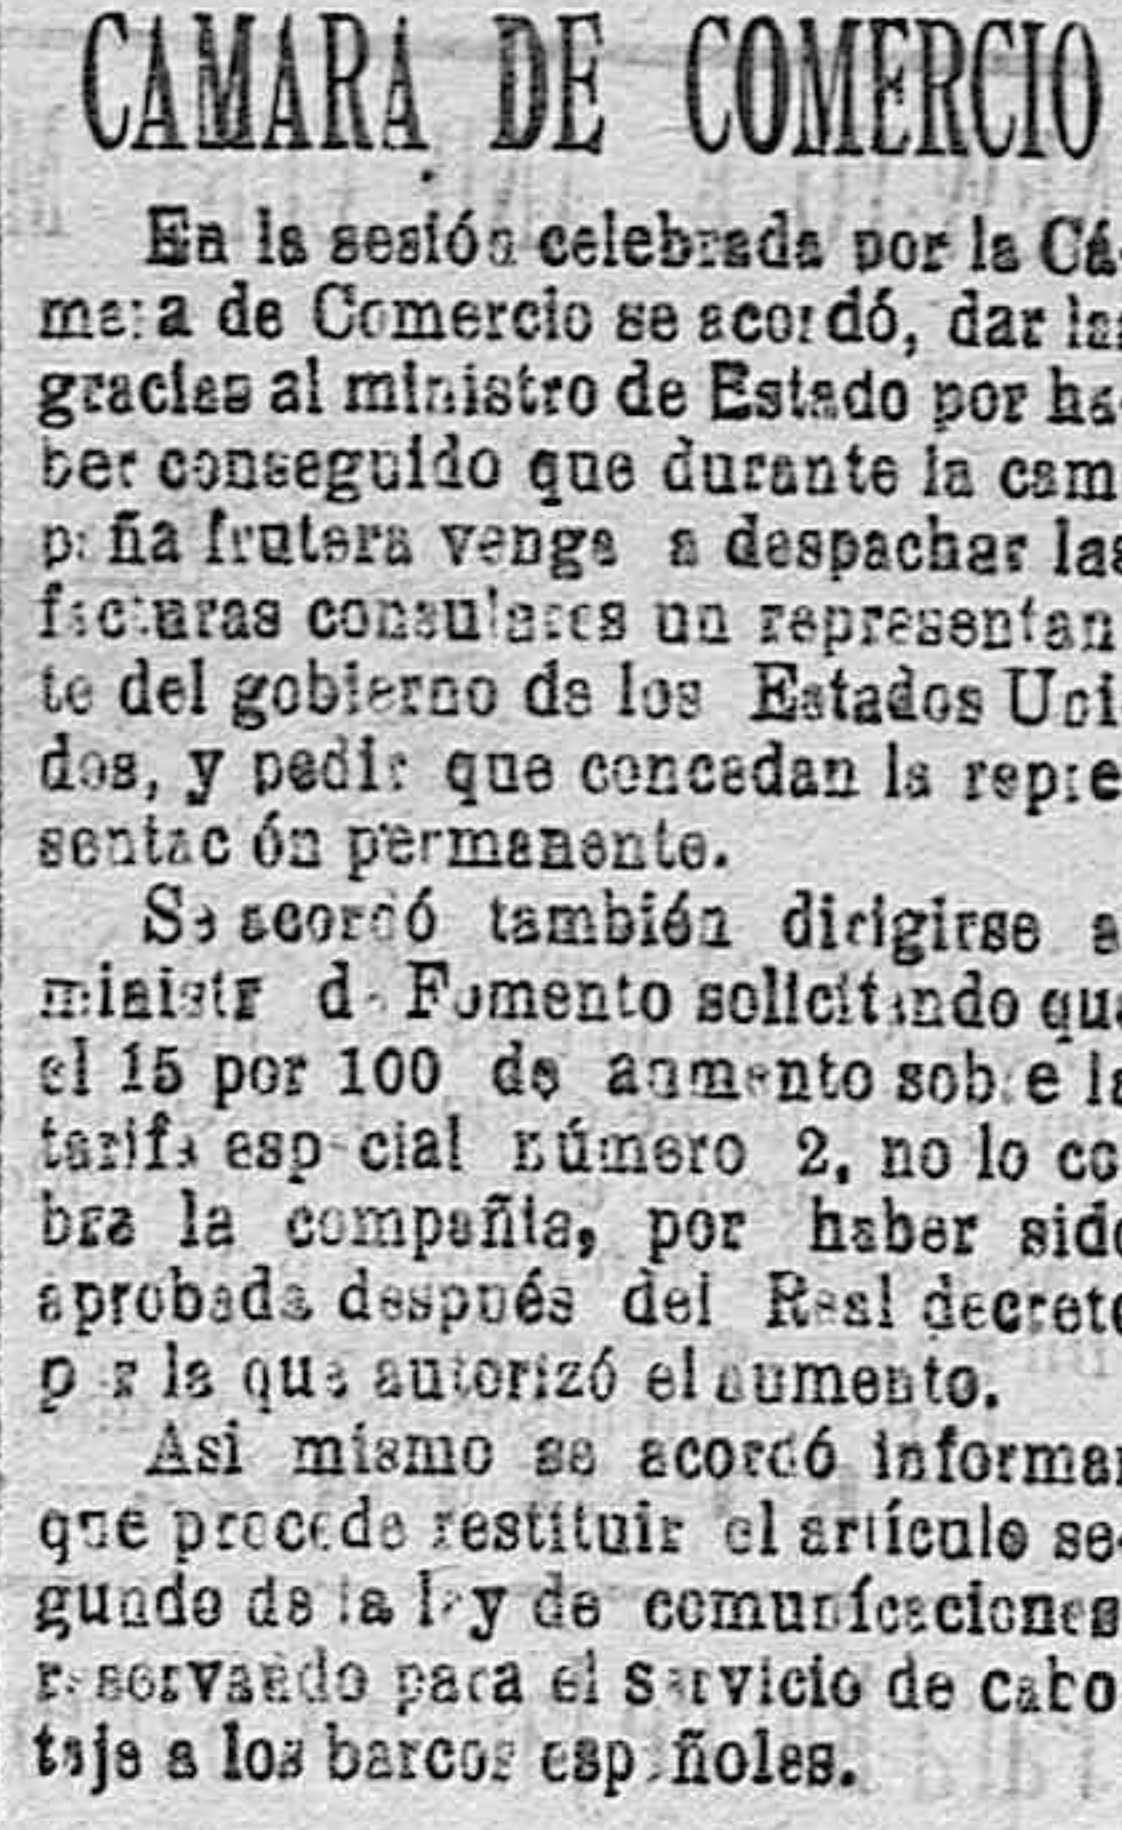 CAMARA DE COMERCIO
En la sesión celebrada por la Cá-
mara de Comercio se acordó, dar las
gracias al ministro de Estado por ha-
ber conseguido que durante la cam-
paña frutera venga a despachar las
facturas consulares un representan-
te del gobierno de los Estados Uni-
dos, y pedir que concedan la repre-
sentación permanente.
Se acordó también dirigirse al
ministr de Fomento solicitando que
el 15 por 100 de aumento sobre la
tarifa especial número 2, no lo co-
bra la compañia, por haber sido
aprobada después del Real decreto
por la que autorizó el aumento.
Asi mismo se acordó informar
que procede restituir el artículo se-
gundo de la ley de comunícaciones
reservando para el servicio de cabo-
taje a los barcos españoles.